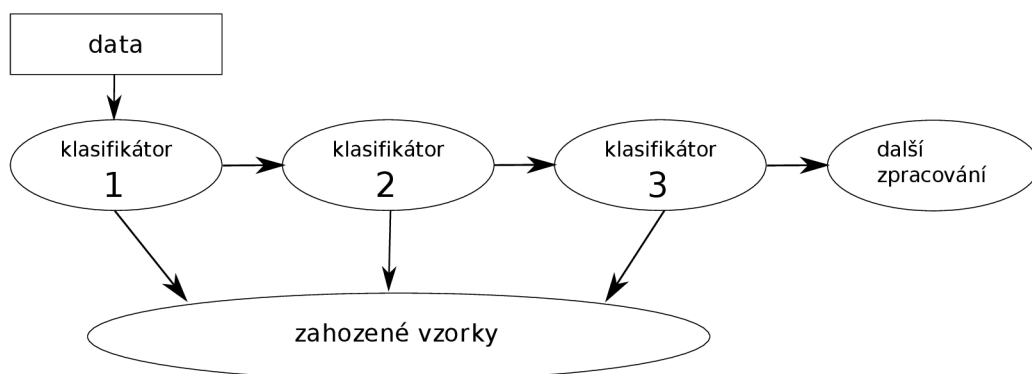 data
klasifikátor
1
klasifikátor
2
klasifikátor
3
další
zpracování
zahozené vzorky